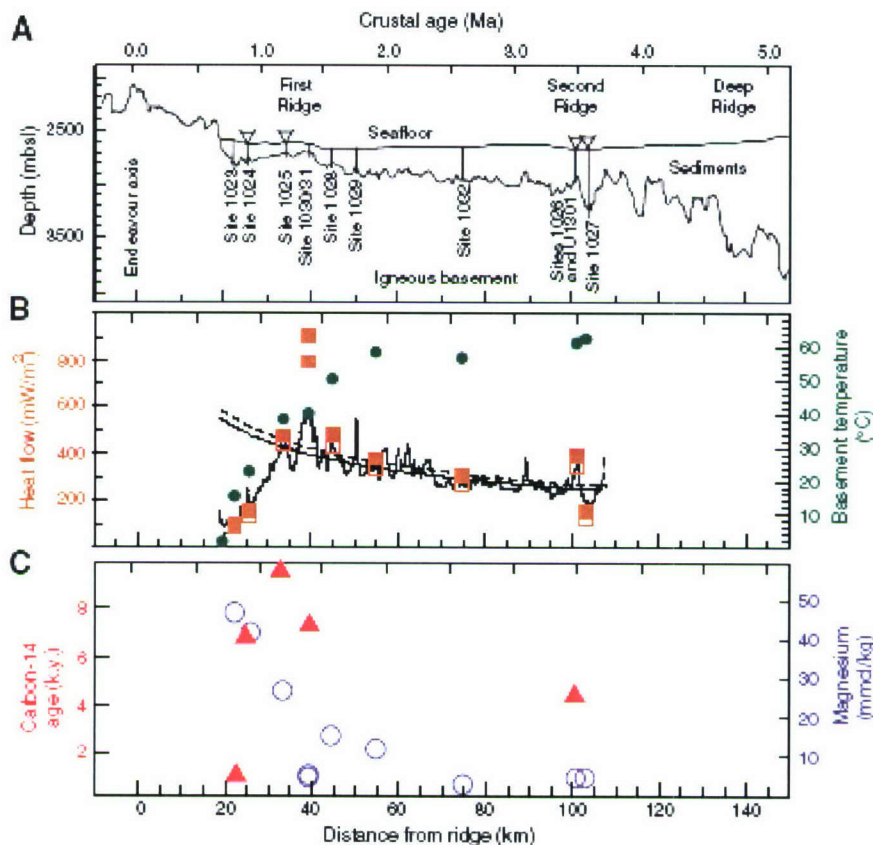 A
Crustal age (Ma)
0.0 1.0 2.0 3.0 4.0 5.0
First
Ridge
Second
Ridge
Deep
Ridge
Seafloor
Sediments
Igneous basement
Depth (mbsl)
2500
3500
Endeavour axis
Site 1023
Site 1024
Site 1025
Site 1030/31
Site 1028
Site 1029
Site 1032
Sites 1026
and U1301
Site 1027
B
Heat flow (mW/m²)
800
600
400
200
Basement temperature
(°C)
60
50
40
30
20
10
C
Carbon-14
age (k.y.)
8
6
4
2
Magnesium
(mmol/kg)
50
40
30
20
10
0 20 40 60 80 100 120 140
Distance from ridge (km)